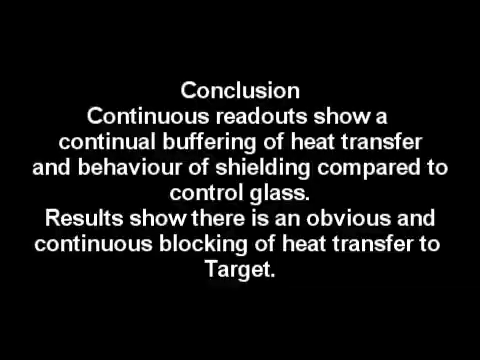 Conclusion
Continuous readouts show a
continual buffering of heat transfer
and behaviour of shielding compared to
control glass.
Results show there is an obvious and
continuous blocking of heat transfer to
Target.